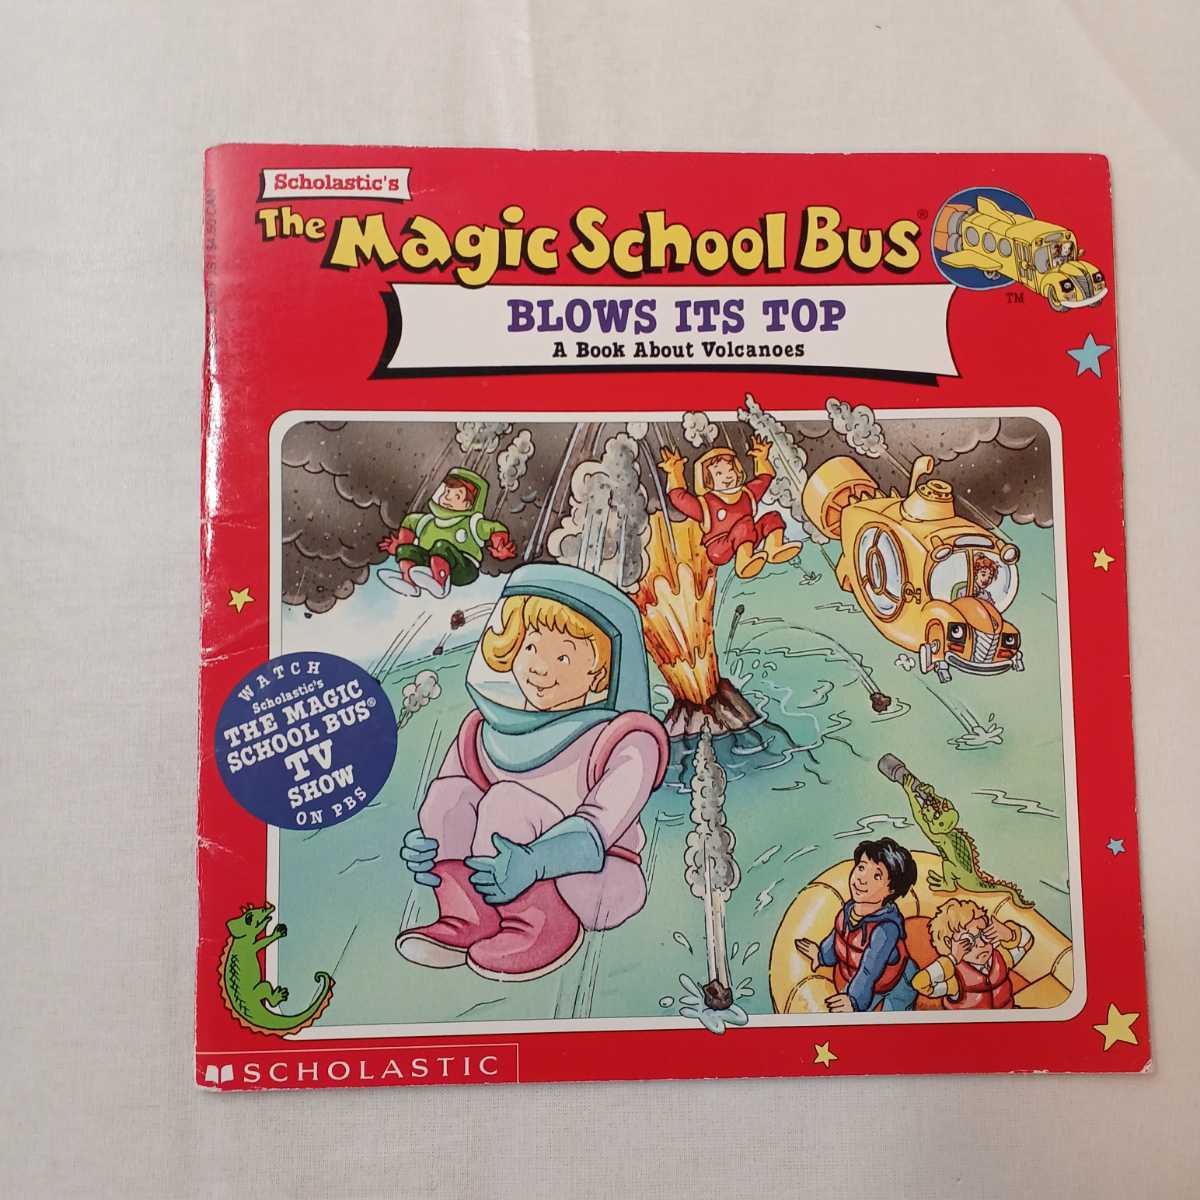 Scholastic's
The Magic School Bus®
TM
BLOWS ITS TOP
A Book About Volcanoes
WATCH
Scholastic's
THE MAGIC
SCHOOL BUS®
TV
SHOW
ON PBS
SCHOLASTIC